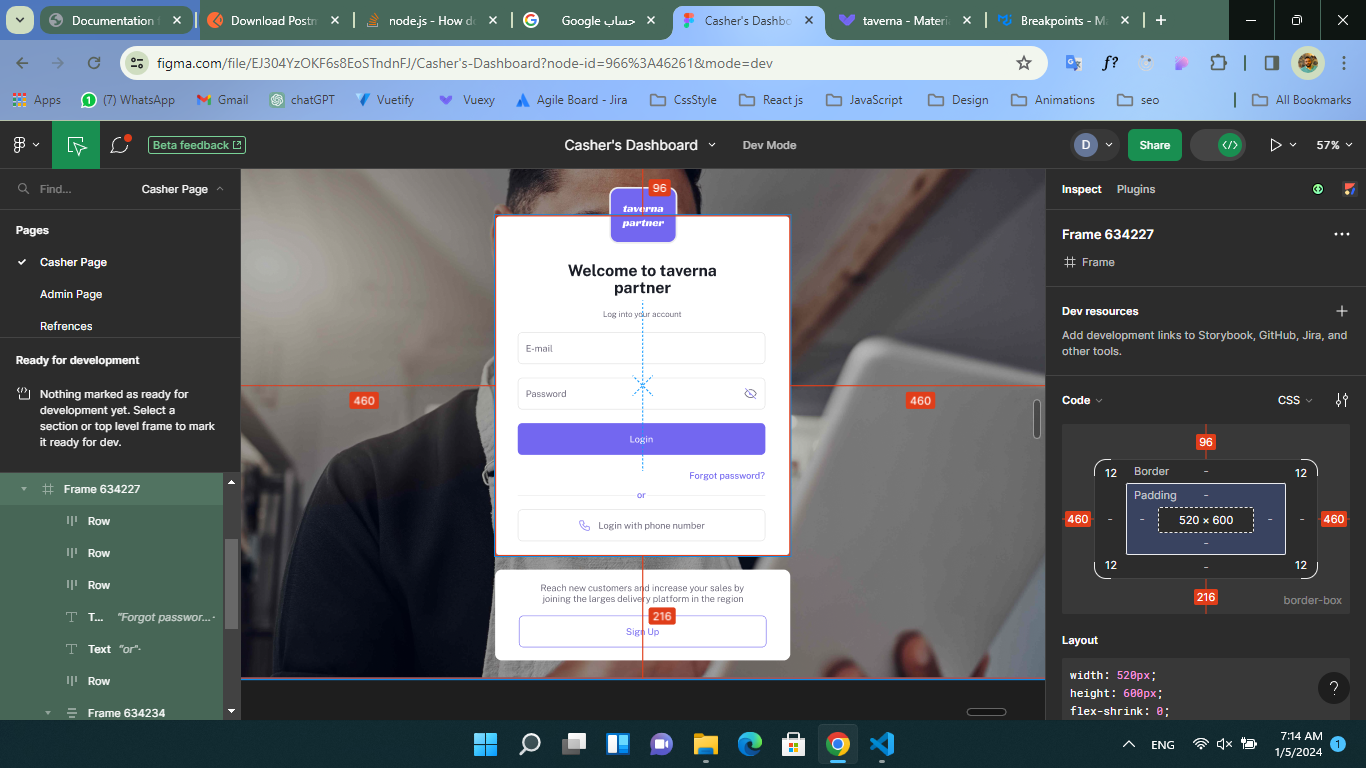 Documentation
Download Postm
node.js - How do
حساب Google
Casher's Dashbo
taverna - Materia
Breakpoints - Ma
figma.com/file/EJ304YzOKF6s8EoSTndnFJ/Casher's-Dashboard?node-id=966%3A46261&mode=dev
f?
Apps
1 (7) WhatsApp
Gmail
chatGPT
Vuetify
Vuexy
Agile Board - Jira
CssStyle
React js
JavaScript
Design
Animations
seo
All Bookmarks
Beta feedback
Casher's Dashboard
Dev Mode
D
Share
57%
Find...
Casher Page
Pages
Casher Page
Admin Page
Refrences
Ready for development
Nothing marked as ready for
development yet. Select a
section or top level frame to mark
it ready for dev.
Frame 634227
Row
Row
Row
T... "Forgot passwor...
Text "or"
Row
Frame 634234
96
taverna
partner
Welcome to taverna
partner
Log into your account
E-mail
Password
460
460
Login
Forgot password?
or
Login with phone number
Reach new customers and increase your sales by
joining the larges delivery platform in the region
216
Sign Up
Inspect
Plugins
Frame 634227
Frame
Dev resources
Add development links to Storybook, GitHub, Jira, and
other tools.
Code
CSS
96
12
Border
-
12
Padding
-
460
-
-
520 × 600
-
-
460
-
12
-
12
216
border-box
Layout
width: 520px;
height: 600px;
flex-shrink: 0;
?
ENG
7:14 AM
1/5/2024
1